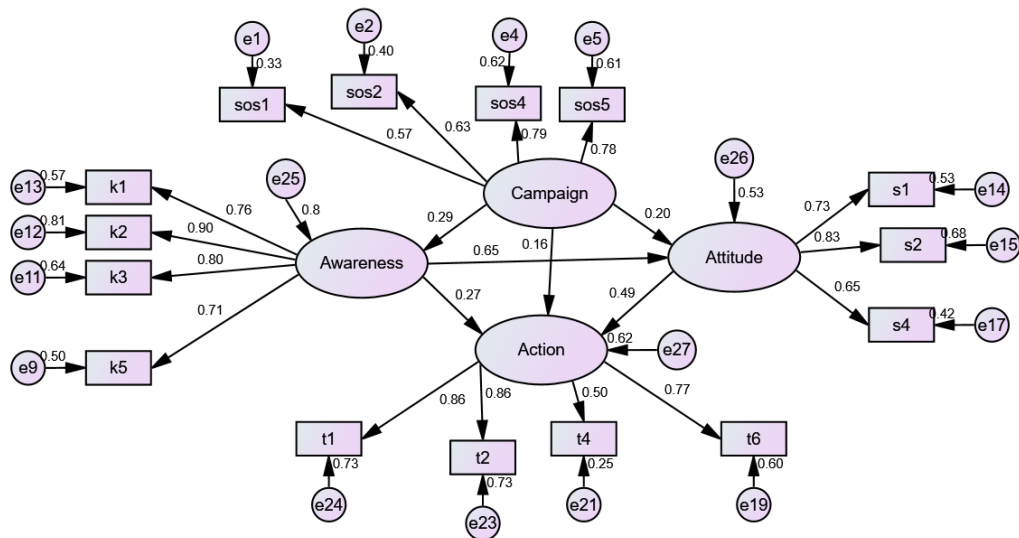 e1
e2
e4
e5
0.33
0.40
0.62
0.61
sos1
sos2
sos4
sos5
0.57
0.63
0.79
0.78
e26
e13
0.57
k1
e25
0.53
Campaign
s1
0.53
e14
0.76
0.8
0.29
0.20
0.73
e12
0.81
k2
0.90
0.16
0.83
s2
0.68
e15
e11
0.64
k3
0.80
Awareness
0.65
Attitude
0.71
0.27
0.49
0.65
s4
0.42
e17
e9
0.50
k5
Action
0.62
e27
0.86
0.86
0.50
0.77
t1
t2
t4
t6
0.73
0.73
0.25
0.60
e24
e23
e21
e19